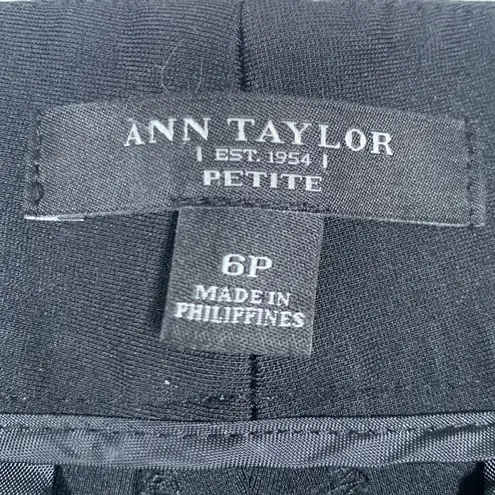 ANN TAYLOR
| EST. 1954 |
PETITE
6P
MADE IN
PHILIPPINES